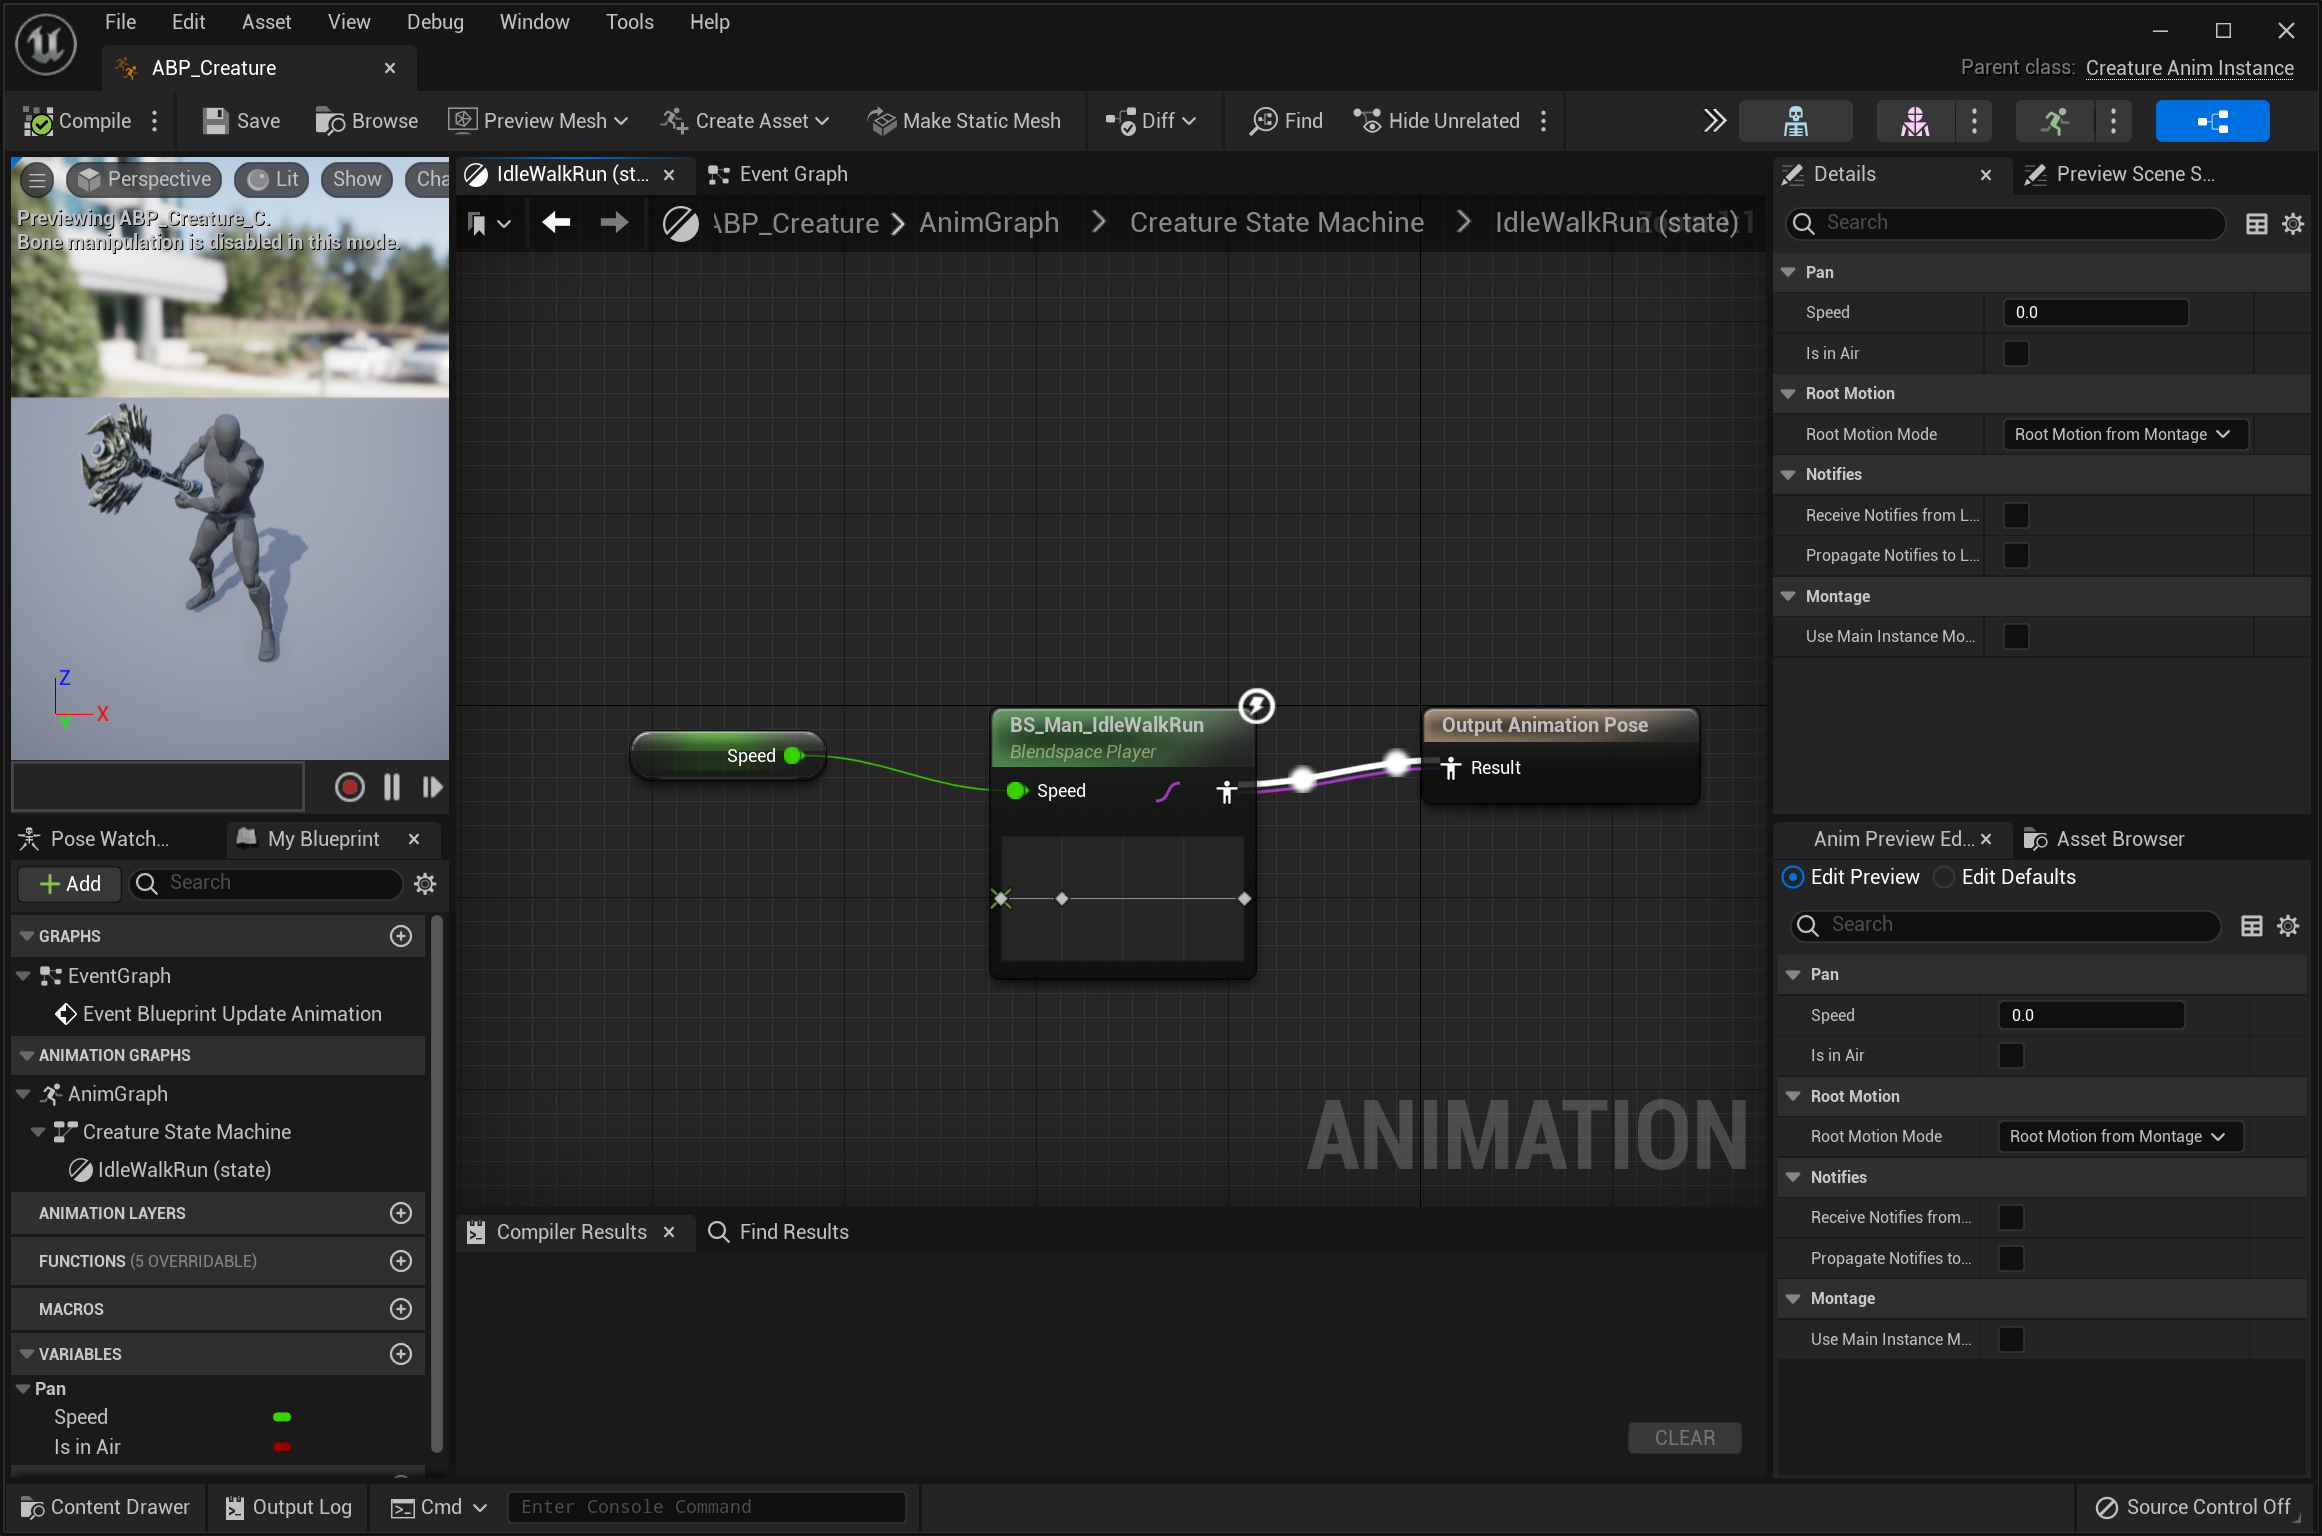 File Edit Asset View Debug Window Tools Help
ABP_Creature
Parent class: Creature Anim Instance
Compile Save Browse Preview Mesh Create Asset Make Static Mesh Diff Find Hide Unrelated
Perspective Lit Show Cha
Previewing ABP_Creature_C.
Bone manipulation is disabled in this mode.
Z
X
Y
IdleWalkRun (st... Event Graph
ABP_Creature > AnimGraph > Creature State Machine > IdleWalkRun (state)
Speed
BS_Man_IdleWalkRun
Blendspace Player
Speed
Output Animation Pose
Result
ANIMATION
Pose Watch... My Blueprint
Add Search
GRAPHS
EventGraph
Event Blueprint Update Animation
ANIMATION GRAPHS
AnimGraph
Creature State Machine
IdleWalkRun (state)
ANIMATION LAYERS
FUNCTIONS (5 OVERRIDABLE)
MACROS
VARIABLES
Pan
Speed
Is in Air
Compiler Results Find Results
CLEAR
Details Preview Scene S...
Search
Pan
Speed 0.0
Is in Air
Root Motion
Root Motion Mode Root Motion from Montage
Notifies
Receive Notifies from L...
Propagate Notifies to L...
Montage
Use Main Instance Mo...
Anim Preview Ed... Asset Browser
Edit Preview Edit Defaults
Search
Pan
Speed 0.0
Is in Air
Root Motion
Root Motion Mode Root Motion from Montage
Notifies
Receive Notifies from...
Propagate Notifies to...
Montage
Use Main Instance M...
Content Drawer Output Log Cmd Enter Console Command Source Control Off